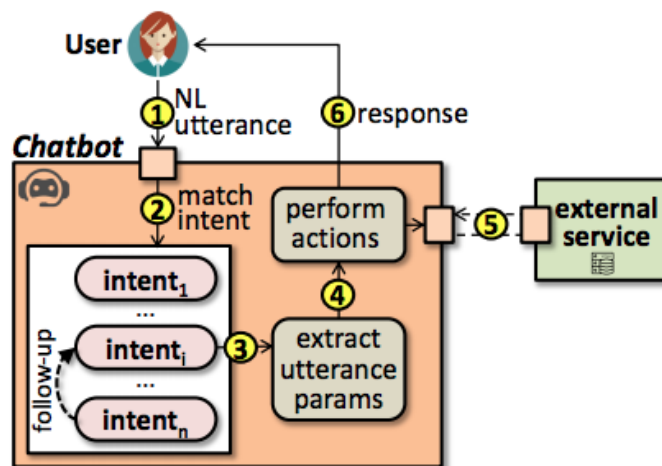 User
1
NL
utterance
6
response
Chatbot
2
match
intent
perform
actions
5
external
service
intent1
...
4
follow-up
intenti
3
extract
utterance
params
...
intentn